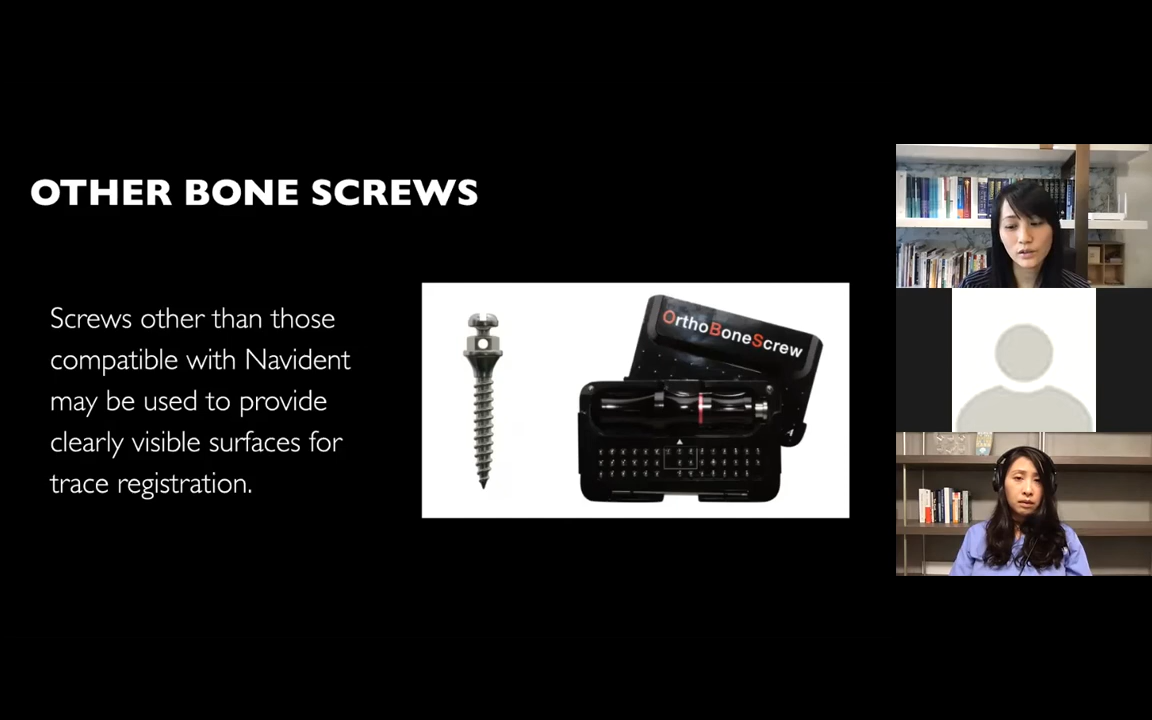 OTHER BONE SCREWS
Screws other than those
compatible with Navident
may be used to provide
clearly visible surfaces for
trace registration.
OrthoBoneScrew